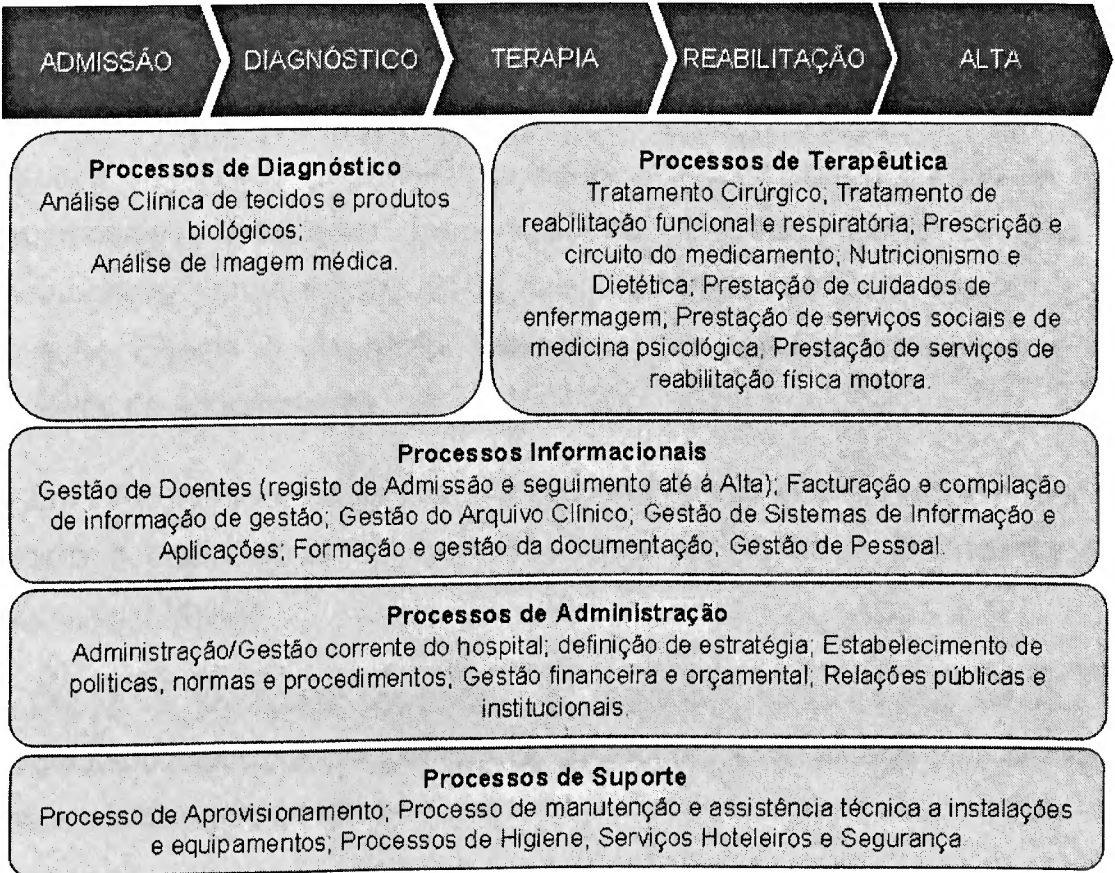 ADMISSÃO DIAGNÓSTICO TERAPIA REABILITAÇÃO ALTA
Processos de Diagnóstico
Análise Clínica de tecidos e produtos
biológicos;
Análise de Imagem médica.
Processos de Terapêutica
Tratamento Cirúrgico; Tratamento de
reabilitação funcional e respiratória; Prescrição e
circuito do medicamento; Nutricionismo e
Dietética; Prestação de cuidados de
enfermagem; Prestação de serviços sociais e de
medicina psicológica; Prestação de serviços de
reabilitação física motora.
Processos Informacionais
Gestão de Doentes (registo de Admissão e seguimento até á Alta); Facturação e compilação
de informação de gestão; Gestão do Arquivo Clínico; Gestão de Sistemas de Informação e
Aplicações; Formação e gestão da documentação; Gestão de Pessoal.
Processos de Administração
Administração/Gestão corrente do hospital; definição de estratégia; Estabelecimento de
politicas, normas e procedimentos; Gestão financeira e orçamental; Relações públicas e
institucionais.
Processos de Suporte
Processo de Aprovisionamento; Processo de manutenção e assistência técnica a instalações
e equipamentos; Processos de Higiene, Serviços Hoteleiros e Segurança